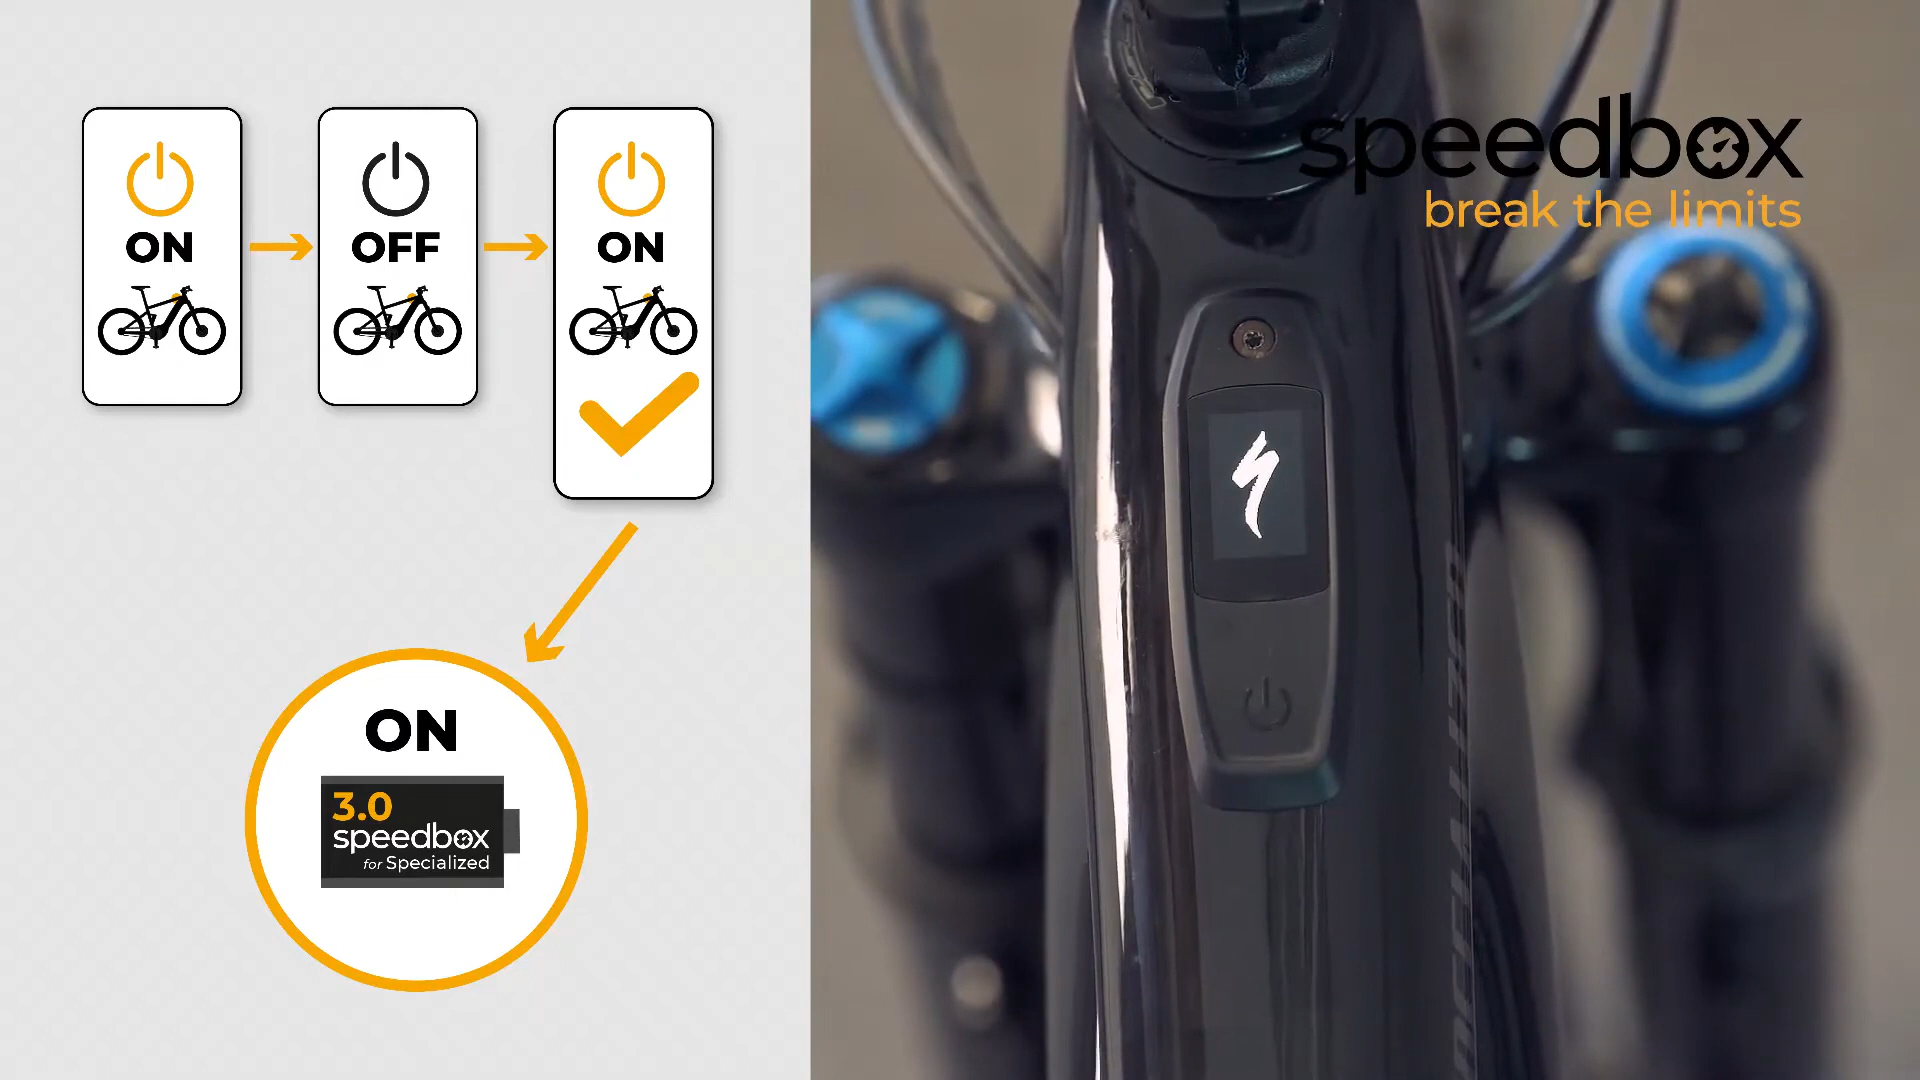 ON
OFF
ON
ON
3.0
speedbox
for Specialized
speedbox
break the limits